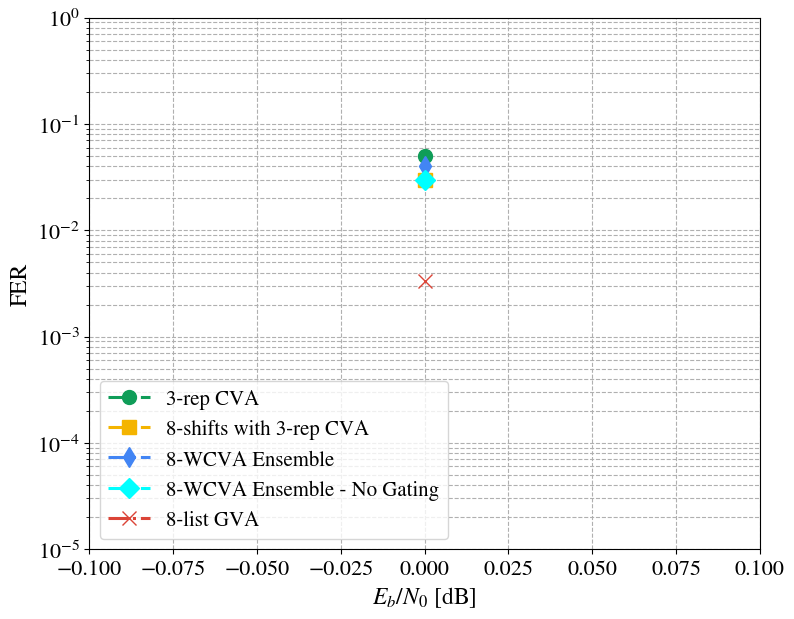 10⁰
10⁻¹
10⁻²
10⁻³
10⁻⁴
10⁻⁵
FER
3-rep CVA
8-shifts with 3-rep CVA
8-WCVA Ensemble
8-WCVA Ensemble - No Gating
8-list GVA
−0.100 −0.075 −0.050 −0.025 0.000 0.025 0.050 0.075 0.100
E_b/N_0 [dB]